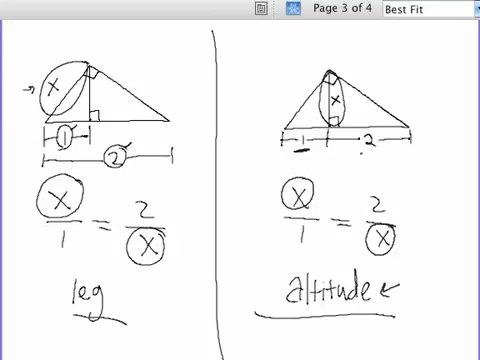 Page 3 of 4
Best Fit
x
1
2
x/1 = 2/x
leg
x
1 2
x/1 = 2/x
altitude